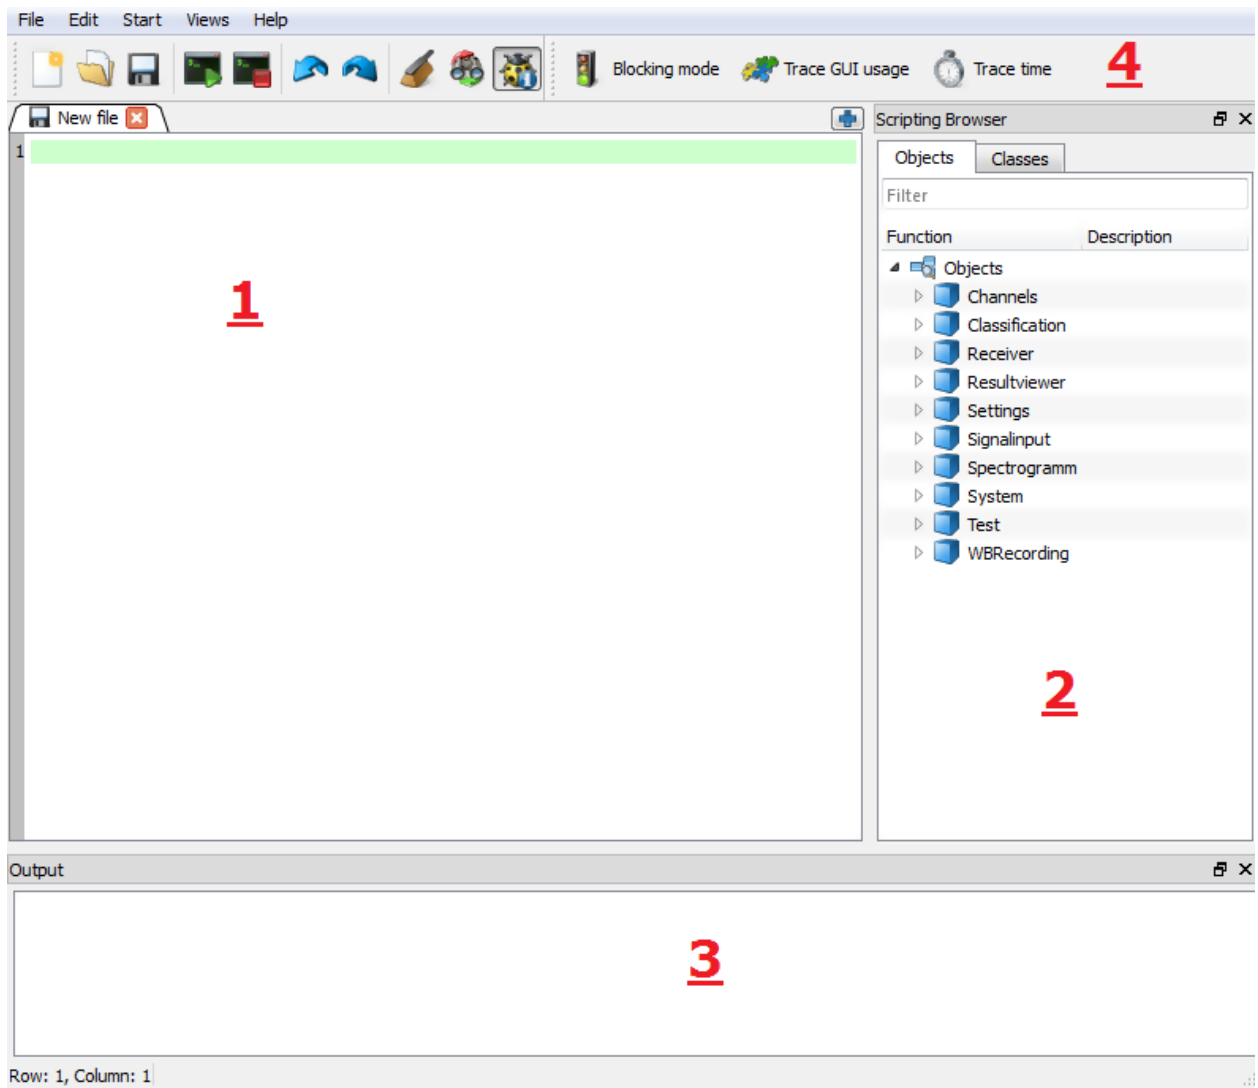 File Edit Start Views Help
Blocking mode Trace GUI usage Trace time 4
New file
Scripting Browser
1
Objects Classes
Filter
Function Description
Objects
Channels
Classification
Receiver
Resultviewer
Settings
Signalinput
Spectrogramm
System
Test
WBRecording
1
2
Output
3
Row: 1, Column: 1